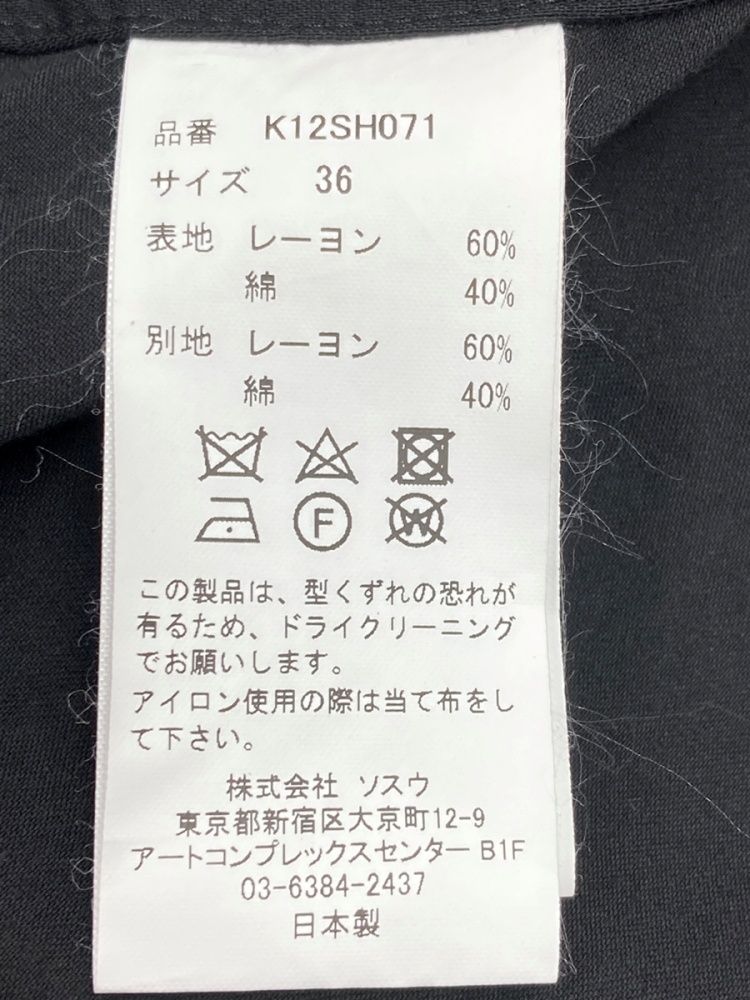 品番 K12SH071
サイズ 36
表地 レーヨン 60%
綿 40%
別地 レーヨン 60%
綿 40%
F W
この製品は、型くずれの恐れが
有るため、ドライクリーニング
でお願いします。
アイロン使用の際は当て布をし
て下さい。
株式会社 ソスウ
東京都新宿区大京町12-9
アートコンプレックスセンター B1F
03-6384-2437
日本製